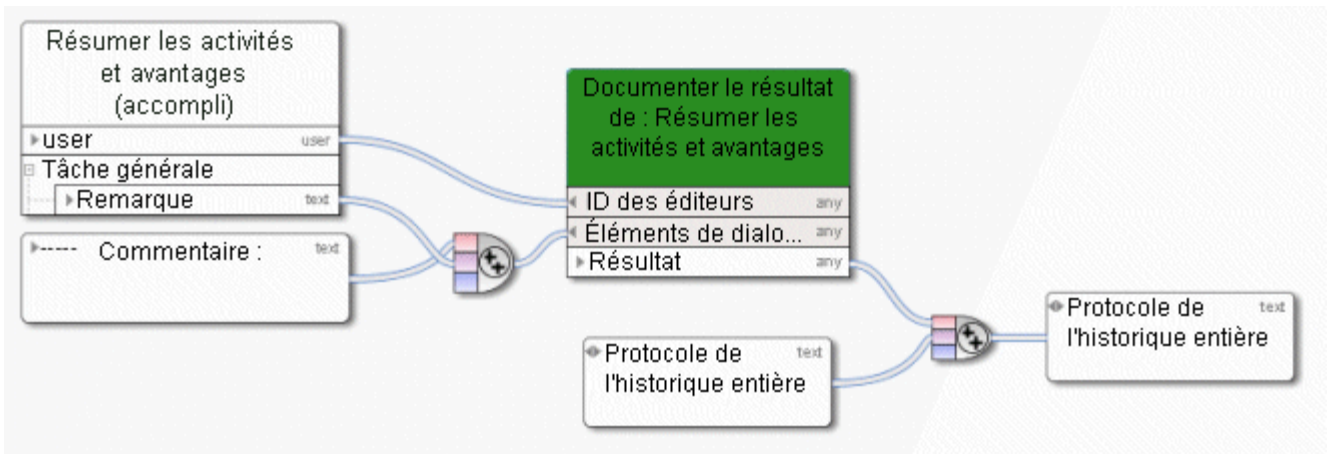 Résumer les activités
et avantages
(accompli)
user user
Tâche générale
Remarque text
----- Commentaire : text
Documenter le résultat
de : Résumer les
activités et avantages
ID des éditeurs any
Éléments de dialo... any
Résultat any
Protocole de text
l'historique entière
Protocole de text
l'historique entière